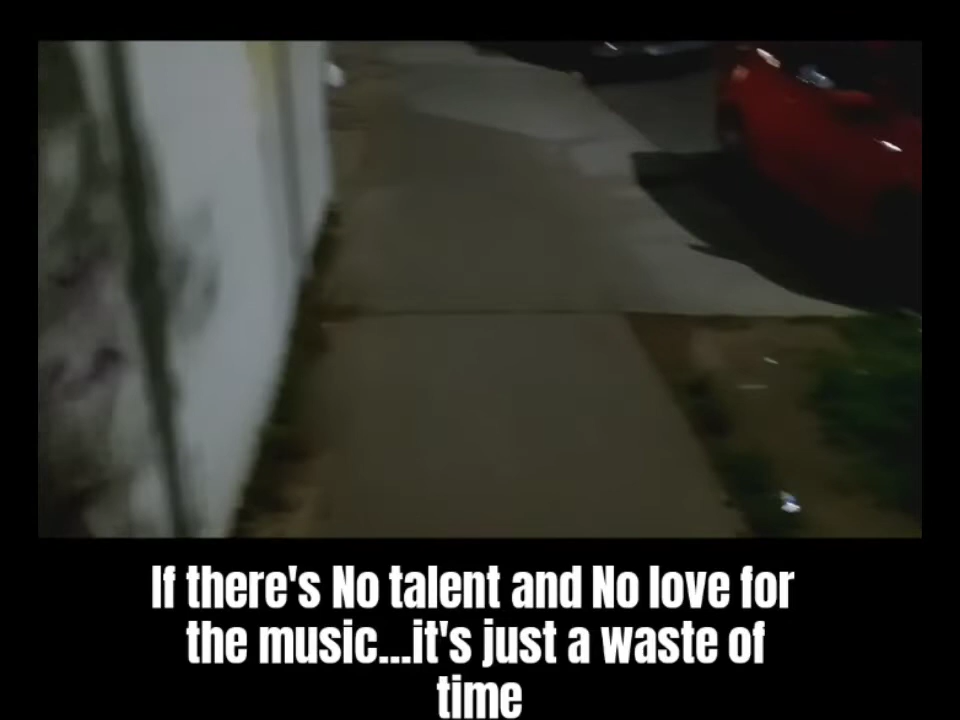 If there's No talent and No love for
the music...it's just a waste of
time